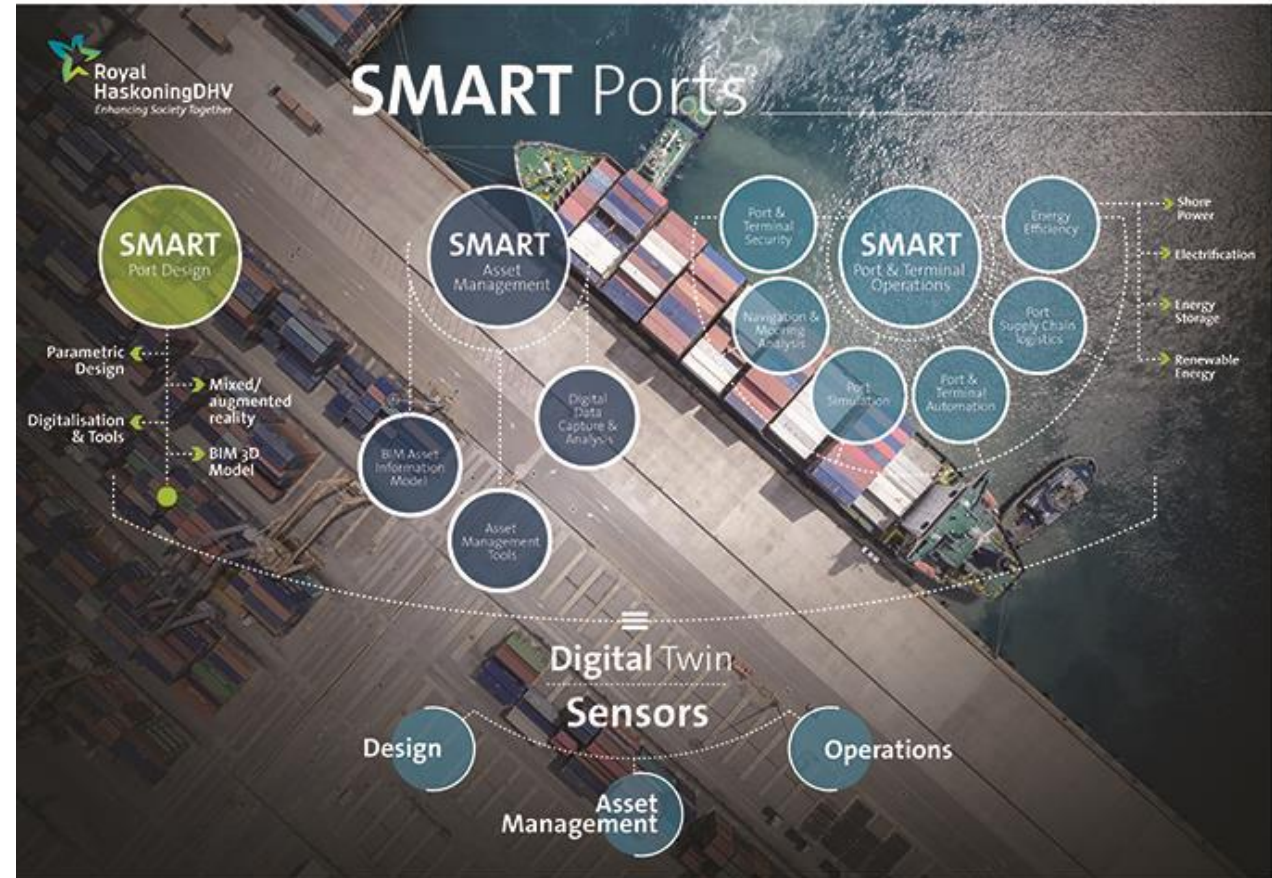 Royal
HaskoningDHV
Enhancing Society Together
SMART Ports
SMART
Port Design
Parametric
Design
Mixed/
augmented
reality
Digitalisation
& Tools
BIM 3D
Model
SMART
Asset
Management
BIM Asset
Information
Model
Asset
Management
Tools
Digital
Data
Capture &
Analysis
SMART
Port & Terminal
Operations
Port &
Terminal
Security
Navigation &
Mooring
Analysis
Port
Simulation
Port &
Terminal
Automation
Port
Supply Chain
logistics
Energy
Efficiency
Shore
Power
Electrification
Energy
Storage
Renewable
Energy
Digital Twin
Sensors
Design
Asset
Management
Operations